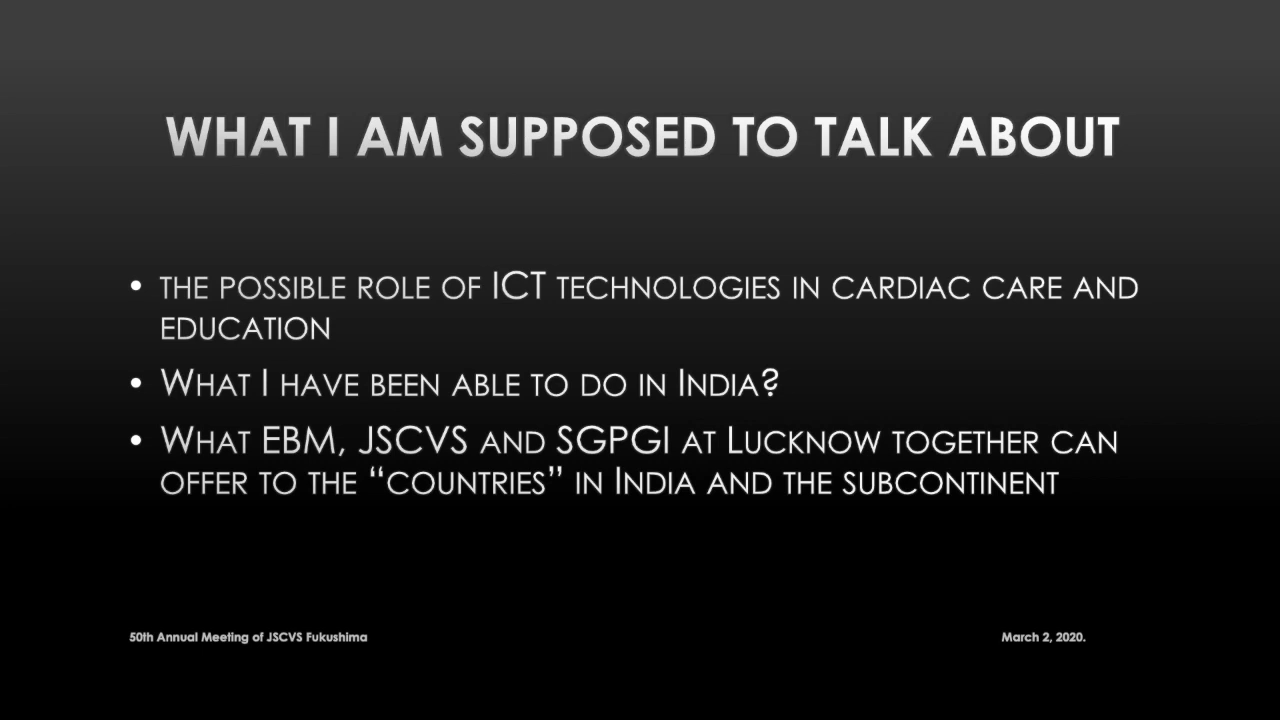 WHAT I AM SUPPOSED TO TALK ABOUT
• THE POSSIBLE ROLE OF ICT TECHNOLOGIES IN CARDIAC CARE AND
EDUCATION
• WHAT I HAVE BEEN ABLE TO DO IN INDIA?
• WHAT EBM, JSCVS AND SGPGI AT LUCKNOW TOGETHER CAN
OFFER TO THE “COUNTRIES” IN INDIA AND THE SUBCONTINENT
50th Annual Meeting of JSCVS Fukushima
March 2, 2020.